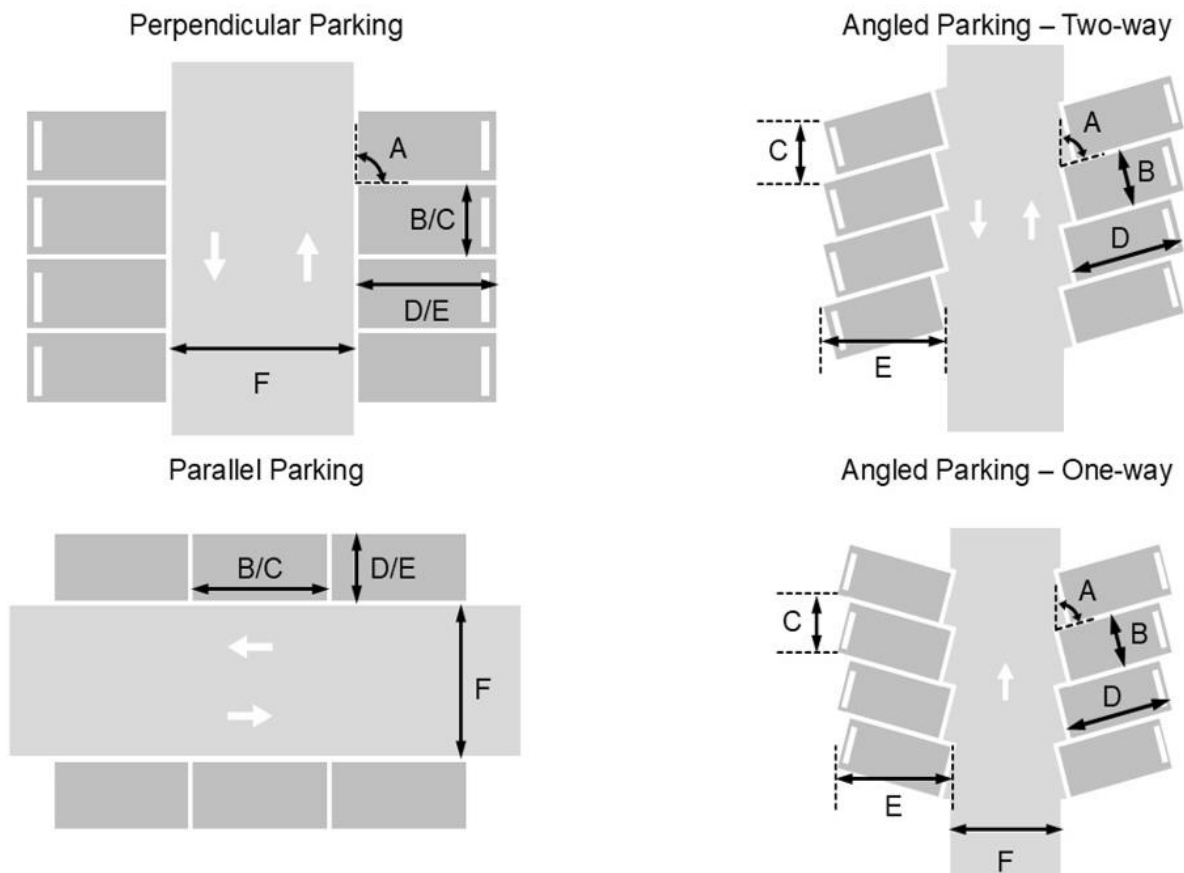 Perpendicular Parking
A
B/C
D/E
F
Angled Parking – Two-way
C
A
B
D
E
Parallel Parking
B/C
D/E
F
Angled Parking – One-way
C
A
B
D
E
F